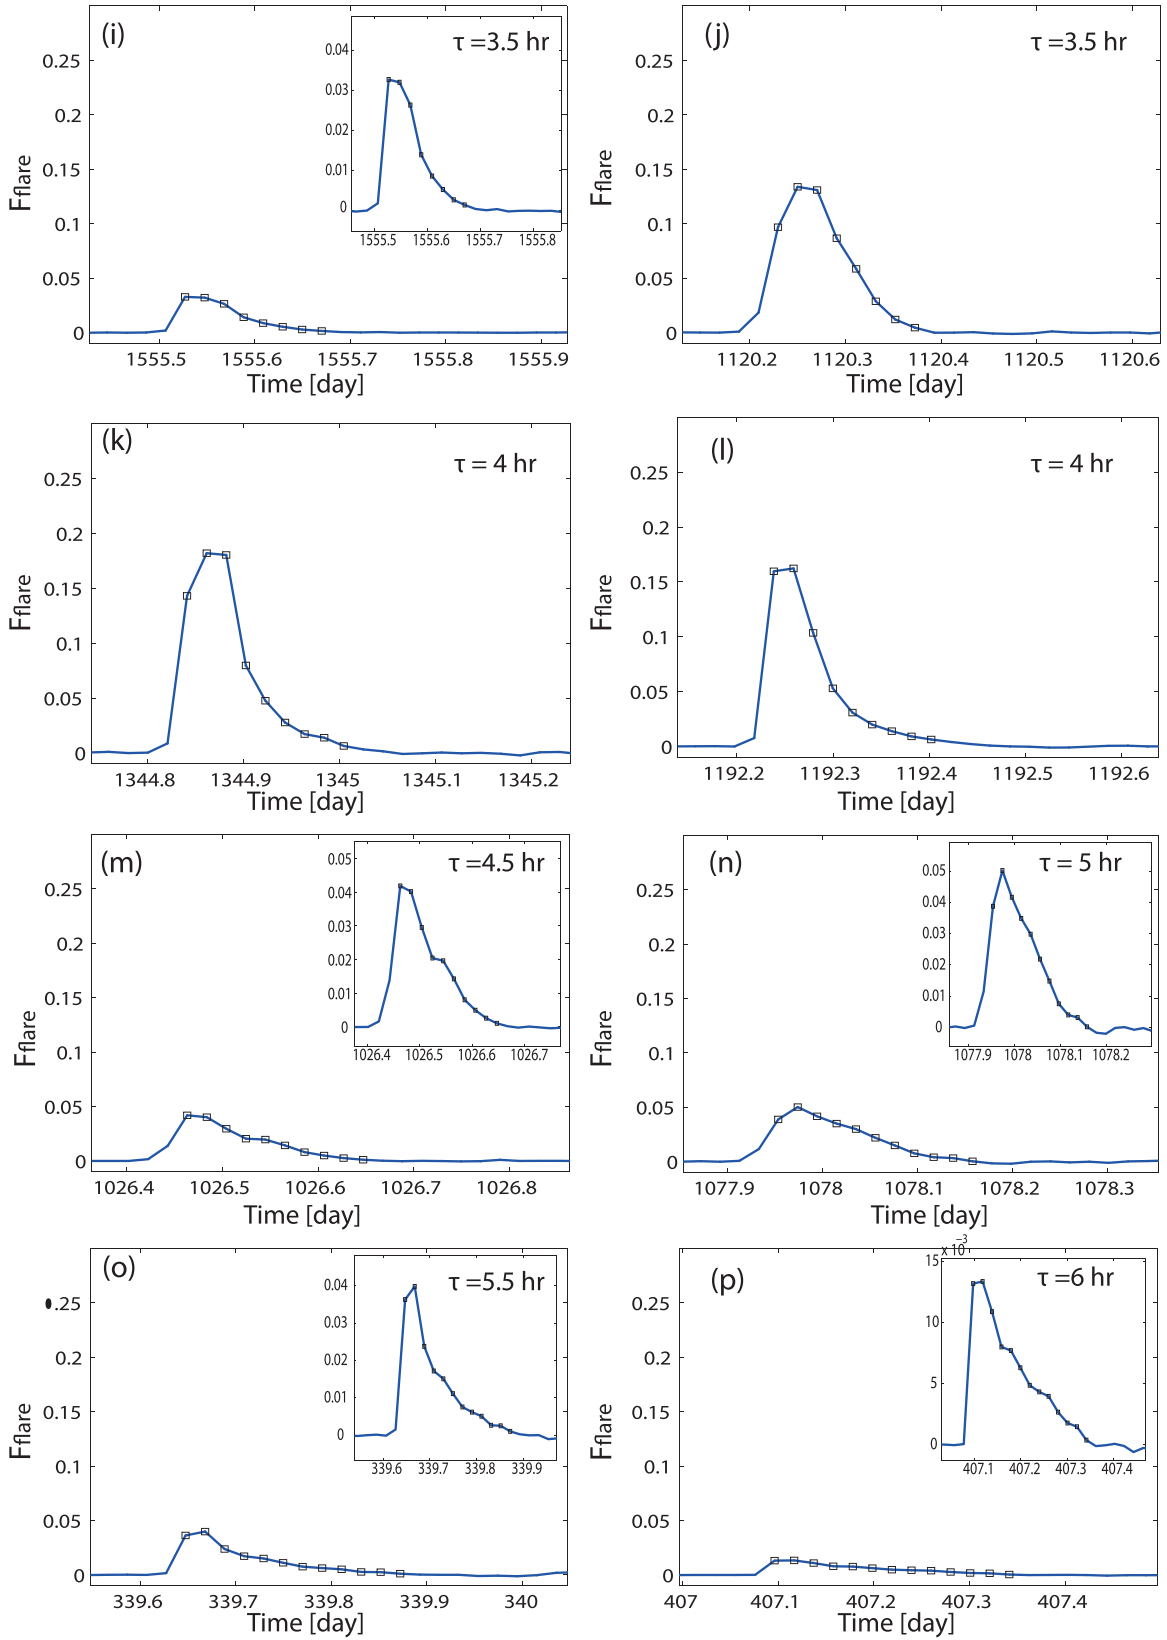 (i)
τ =3.5 hr
0.04
0.03
0.02
0.01
0
1555.5 1555.6 1555.7 1555.8
0.25
0.2
0.15
0.1
0.05
0
Fflare
1555.5 1555.6 1555.7 1555.8 1555.9
Time [day]
(j)
τ =3.5 hr
0.25
0.2
0.15
0.1
0.05
0
Fflare
1120.2 1120.3 1120.4 1120.5 1120.6
Time [day]
(k)
τ = 4 hr
0.25
0.2
0.15
0.1
0.05
0
Fflare
1344.8 1344.9 1345 1345.1 1345.2
Time [day]
(l)
τ = 4 hr
0.25
0.2
0.15
0.1
0.05
0
Fflare
1192.2 1192.3 1192.4 1192.5 1192.6
Time [day]
(m)
τ =4.5 hr
0.05
0.04
0.03
0.02
0.01
0
1026.4 1026.5 1026.6 1026.7
0.25
0.2
0.15
0.1
0.05
0
Fflare
1026.4 1026.5 1026.6 1026.7 1026.8
Time [day]
(n)
τ = 5 hr
0.05
0.04
0.03
0.02
0.01
0
1077.9 1078 1078.1 1078.2
0.25
0.2
0.15
0.1
0.05
0
Fflare
1077.9 1078 1078.1 1078.2 1078.3
Time [day]
(o)
τ =5.5 hr
0.04
0.03
0.02
0.01
0
339.6 339.7 339.8 339.9
.25
0.2
0.15
0.1
0.05
0
Fflare
339.6 339.7 339.8 339.9 340
Time [day]
(p)
τ =6 hr
x 10−3
15
10
5
0
407.1 407.2 407.3 407.4
0.25
0.2
0.15
0.1
0.05
0
Fflare
407 407.1 407.2 407.3 407.4
Time [day]